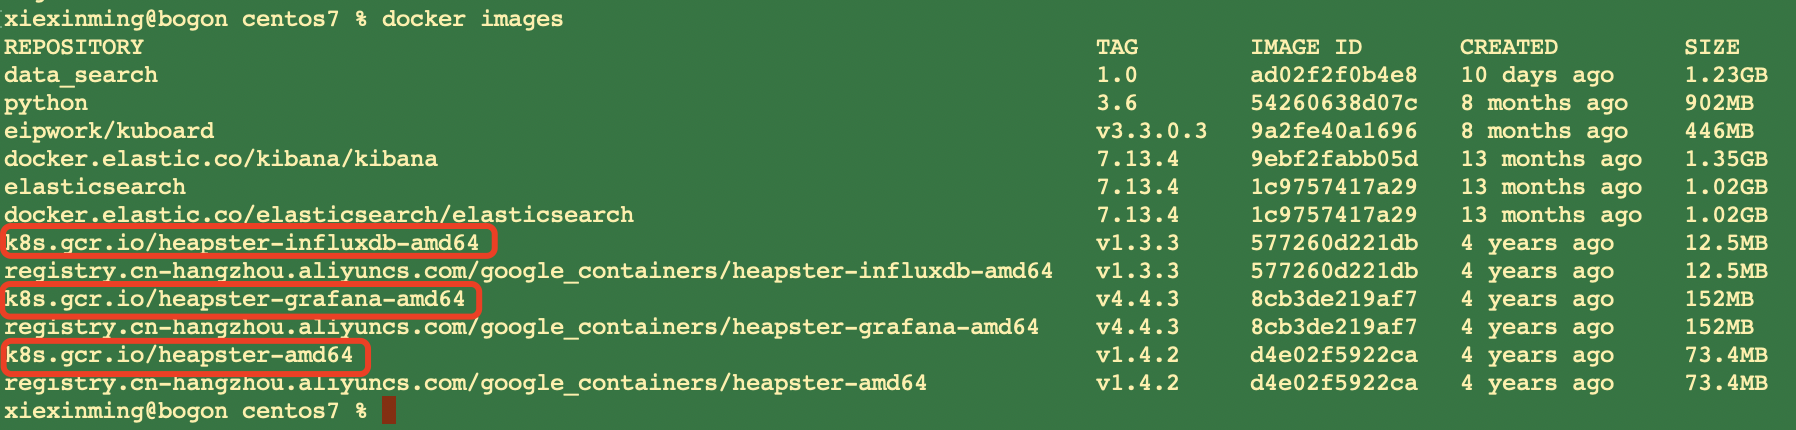 xiexinming@bogon centos7 % docker images
REPOSITORY TAG IMAGE ID CREATED SIZE
data_search 1.0 ad02f2f0b4e8 10 days ago 1.23GB
python 3.6 54260638d07c 8 months ago 902MB
eipwork/kuboard v3.3.0.3 9a2fe40a1696 8 months ago 446MB
docker.elastic.co/kibana/kibana 7.13.4 9ebf2fabb05d 13 months ago 1.35GB
elasticsearch 7.13.4 1c9757417a29 13 months ago 1.02GB
docker.elastic.co/elasticsearch/elasticsearch 7.13.4 1c9757417a29 13 months ago 1.02GB
k8s.gcr.io/heapster-influxdb-amd64 v1.3.3 577260d221db 4 years ago 12.5MB
registry.cn-hangzhou.aliyuncs.com/google_containers/heapster-influxdb-amd64 v1.3.3 577260d221db 4 years ago 12.5MB
k8s.gcr.io/heapster-grafana-amd64 v4.4.3 8cb3de219af7 4 years ago 152MB
registry.cn-hangzhou.aliyuncs.com/google_containers/heapster-grafana-amd64 v4.4.3 8cb3de219af7 4 years ago 152MB
k8s.gcr.io/heapster-amd64 v1.4.2 d4e02f5922ca 4 years ago 73.4MB
registry.cn-hangzhou.aliyuncs.com/google_containers/heapster-amd64 v1.4.2 d4e02f5922ca 4 years ago 73.4MB
xiexinming@bogon centos7 %